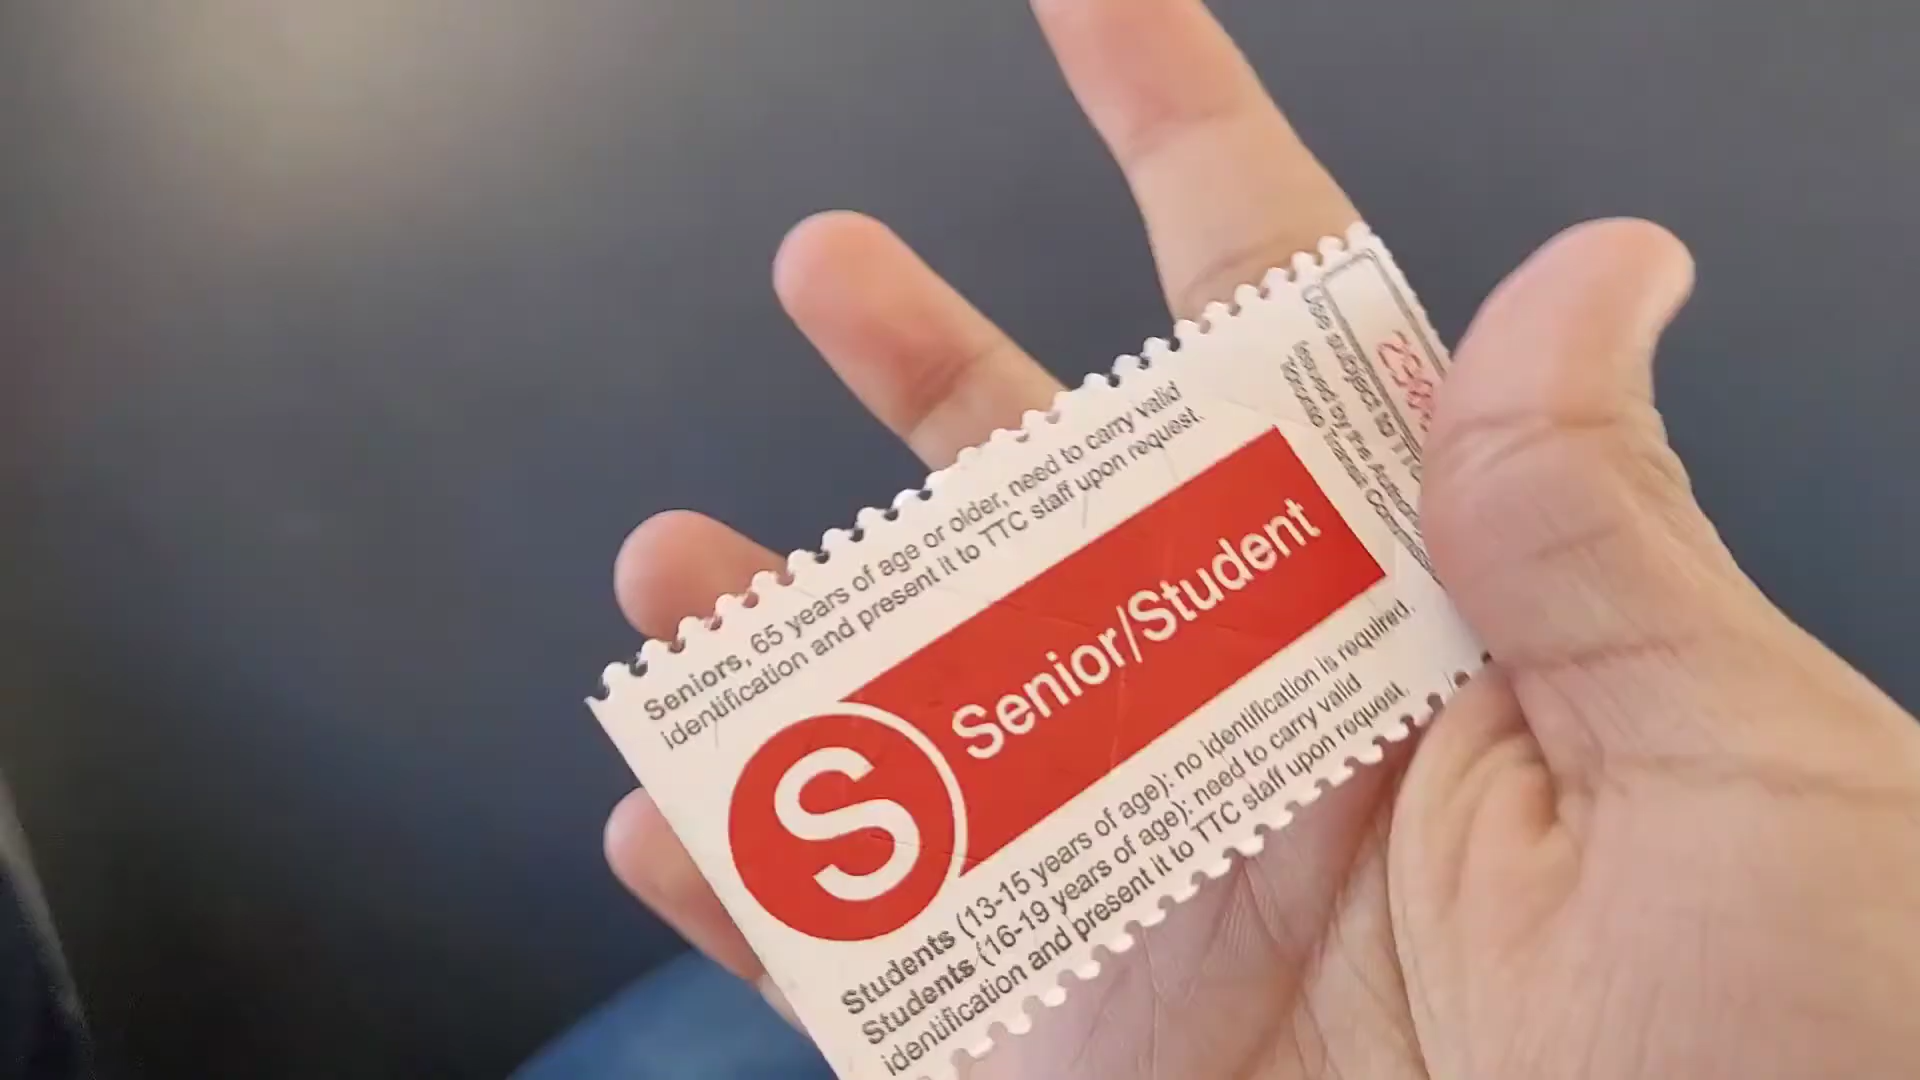 Seniors, 65 years of age or older, need to carry valid
identification and present it to TTC staff upon request.
S
Senior/Student
Students (13-15 years of age): no identification is required.
Students (16-19 years of age): need to carry valid
identification and present it to TTC staff upon request.
Use subject to TTC
Issued by the
Toronto Transit